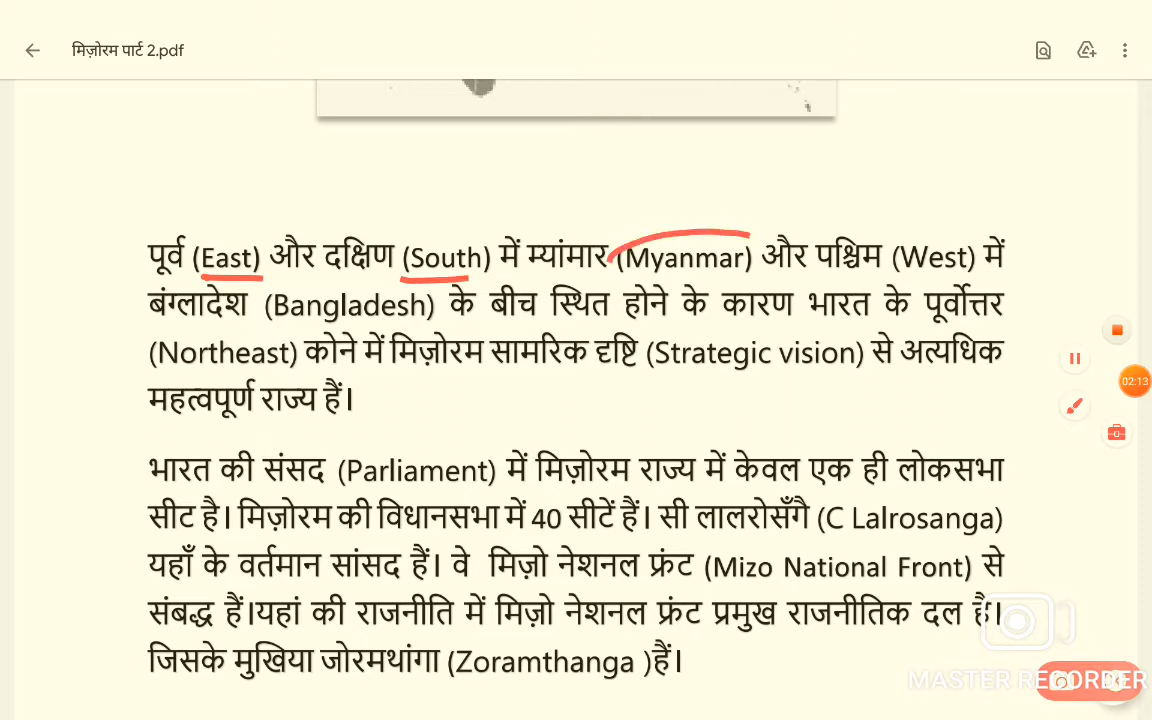 मिज़ोरम पार्ट 2.pdf
पूर्व (East) और दक्षिण (South) में म्यांमार (Myanmar) और पश्चिम (West) में
बंग्लादेश (Bangladesh) के बीच स्थित होने के कारण भारत के पूर्वोत्तर
(Northeast) कोने में मिज़ोरम सामरिक दृष्टि (Strategic vision) से अत्यधिक
महत्वपूर्ण राज्य हैं।
02:13
भारत की संसद (Parliament) में मिज़ोरम राज्य में केवल एक ही लोकसभा
सीट है। मिज़ोरम की विधानसभा में 40 सीटें हैं। सी लालरोसँगै (C Lalrosanga)
यहाँ के वर्तमान सांसद हैं। वे मिज़ो नेशनल फ्रंट (Mizo National Front) से
संबद्ध हैं।यहां की राजनीति में मिज़ो नेशनल फ्रंट प्रमुख राजनीतिक दल है।
जिसके मुखिया जोरमथांगा (Zoramthanga )हैं।
MASTER RECORDER